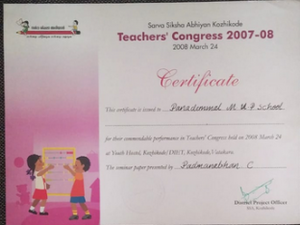 Sarva Siksha Abhiyan Kozhikode
Teachers' Congress 2007-08
2008 March 24
Certificate
This certificate is issued to Panademmal M U P School
for their commendable performance in Teachers' Congress held on 2008 March 24
at Youth Hostel, Kozhikode/ DIET, Kozhikode, Vatakara.
The seminar paper presented by Padmanabhan C
District Project Officer
SSA, Kozhikode